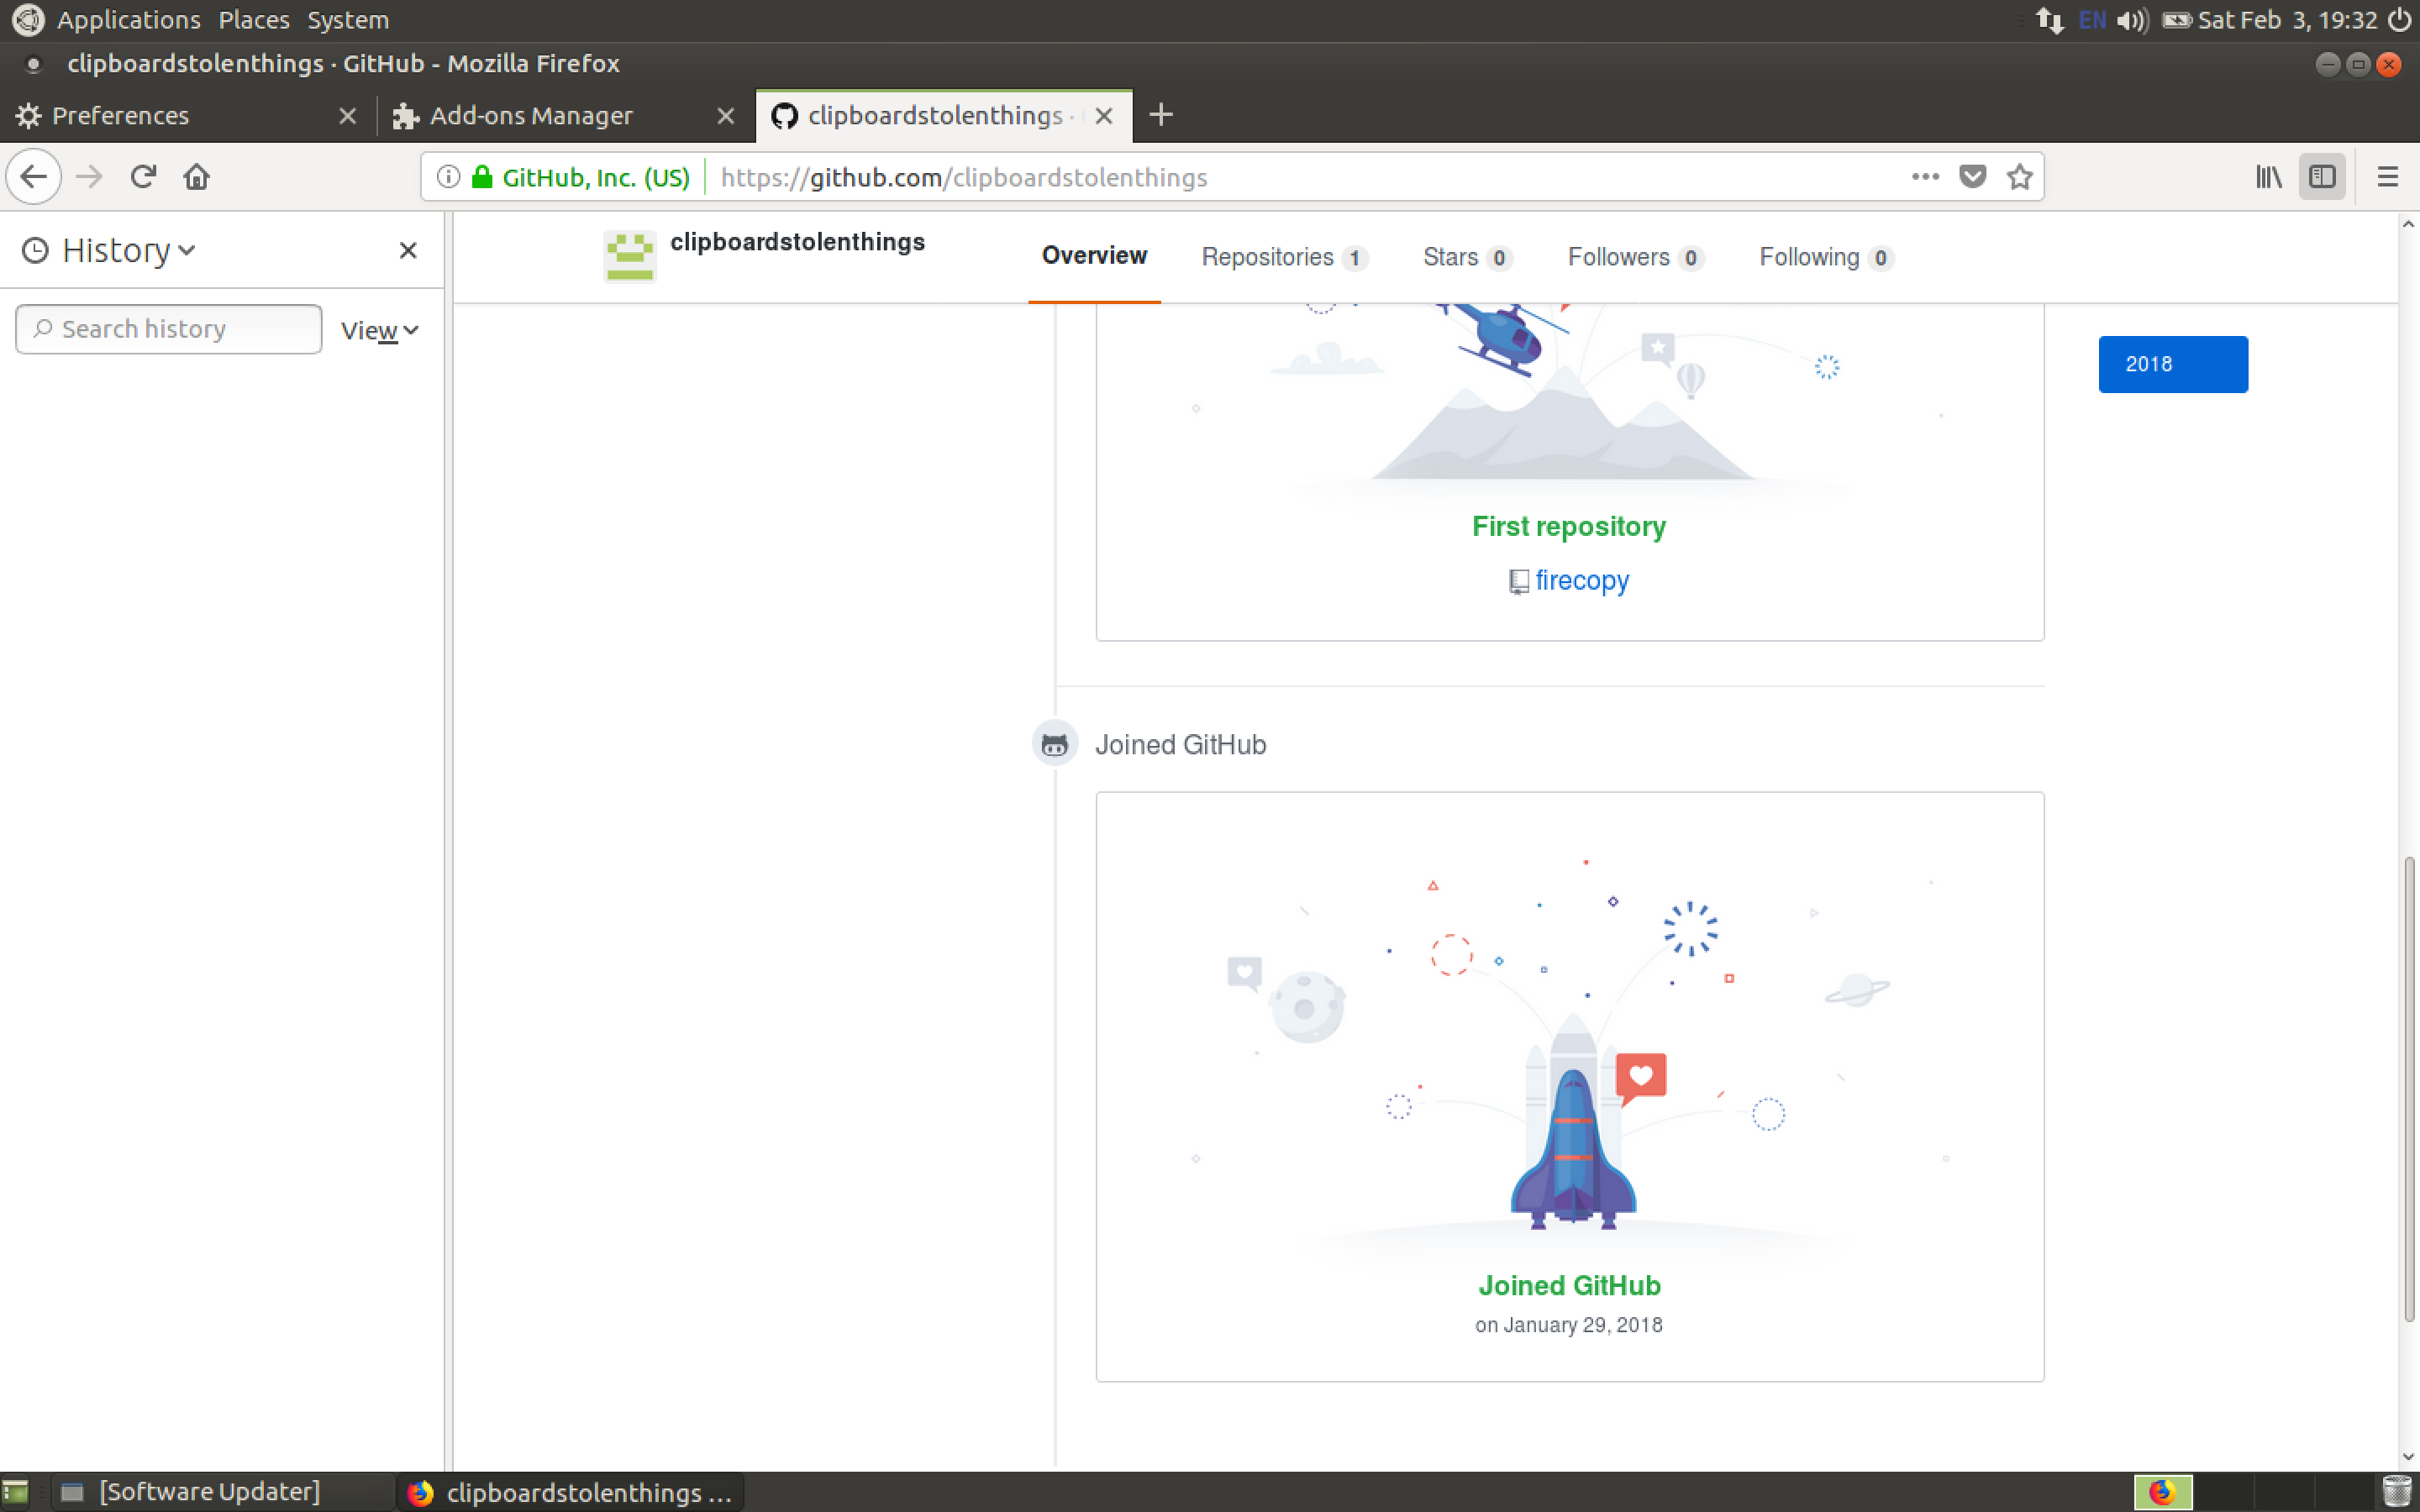 Applications Places System
EN Sat Feb 3, 19:32
clipboardstolenthings · GitHub - Mozilla Firefox
Preferences
Add-ons Manager
clipboardstolenthings ·
GitHub, Inc. (US)
https://github.com/clipboardstolenthings
History
Search history
View
clipboardstolenthings
Overview
Repositories 1
Stars 0
Followers 0
Following 0
2018
First repository
firecopy
Joined GitHub
Joined GitHub
on January 29, 2018
[Software Updater]
clipboardstolenthings ...